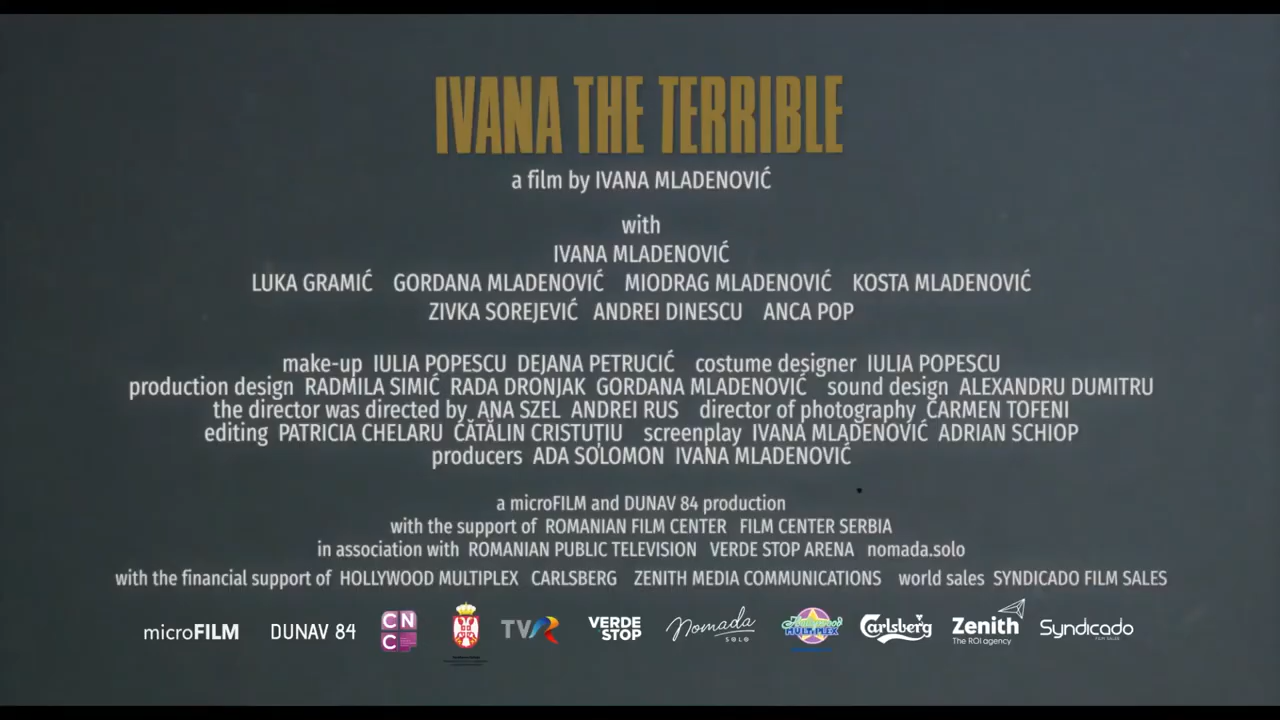 IVANA THE TERRIBLE
a film by IVANA MLADENOVIĆ
with
IVANA MLADENOVIĆ
LUKA GRAMIĆ GORDANA MLADENOVIĆ MIODRAG MLADENOVIĆ KOSTA MLADENOVIĆ
ZIVKA SOREJEVIĆ ANDREI DINESCU ANCA POP
make-up IULIA POPESCU DEJANA PETRUCIĆ costume designer IULIA POPESCU
production design RADMILA SIMIĆ RADA DRONJAK GORDANA MLADENOVIĆ sound design ALEXANDRU DUMITRU
the director was directed by ANA SZEL ANDREI RUS director of photography CARMEN TOFENI
editing PATRICIA CHELARU CĂTĂLIN CRISTUȚIU screenplay IVANA MLADENOVIĆ ADRIAN SCHIOP
producers ADA SOLOMON IVANA MLADENOVIĆ
a microFILM and DUNAV 84 production
with the support of ROMANIAN FILM CENTER FILM CENTER SERBIA
in association with ROMANIAN PUBLIC TELEVISION VERDE STOP ARENA nomada.solo
with the financial support of HOLLYWOOD MULTIPLEX CARLSBERG ZENITH MEDIA COMMUNICATIONS world sales SYNDICADO FILM SALES
microFILM DUNAV 84 CNC TVR VERDE STOP Nomada SOLO Hollywood MULTIPLEX Carlsberg Zenith The ROI agency Syndicado FILM SALES